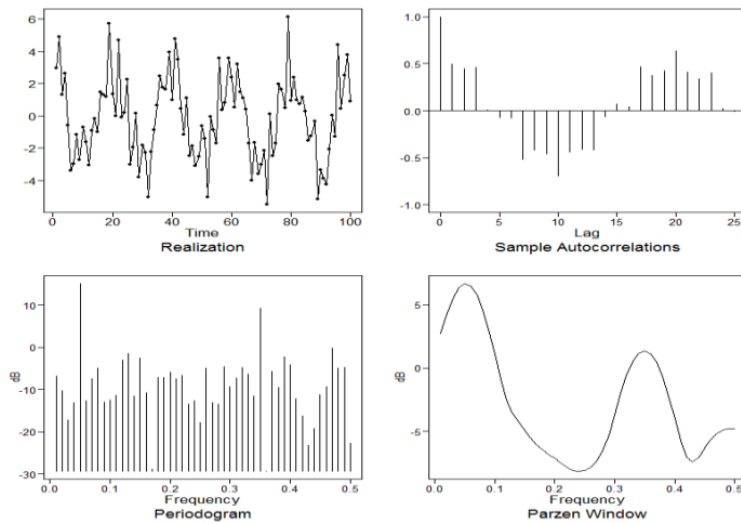 6
4
2
0
-2
-4
0 20 40 60 80 100
Time
Realization
1.0
0.5
0.0
-0.5
-1.0
0 5 10 15 20 25
Lag
Sample Autocorrelations
10
0
-10
-20
-30
dB
0.0 0.1 0.2 0.3 0.4 0.5
Frequency
Periodogram
5
0
-5
dB
0.0 0.1 0.2 0.3 0.4 0.5
Frequency
Parzen Window